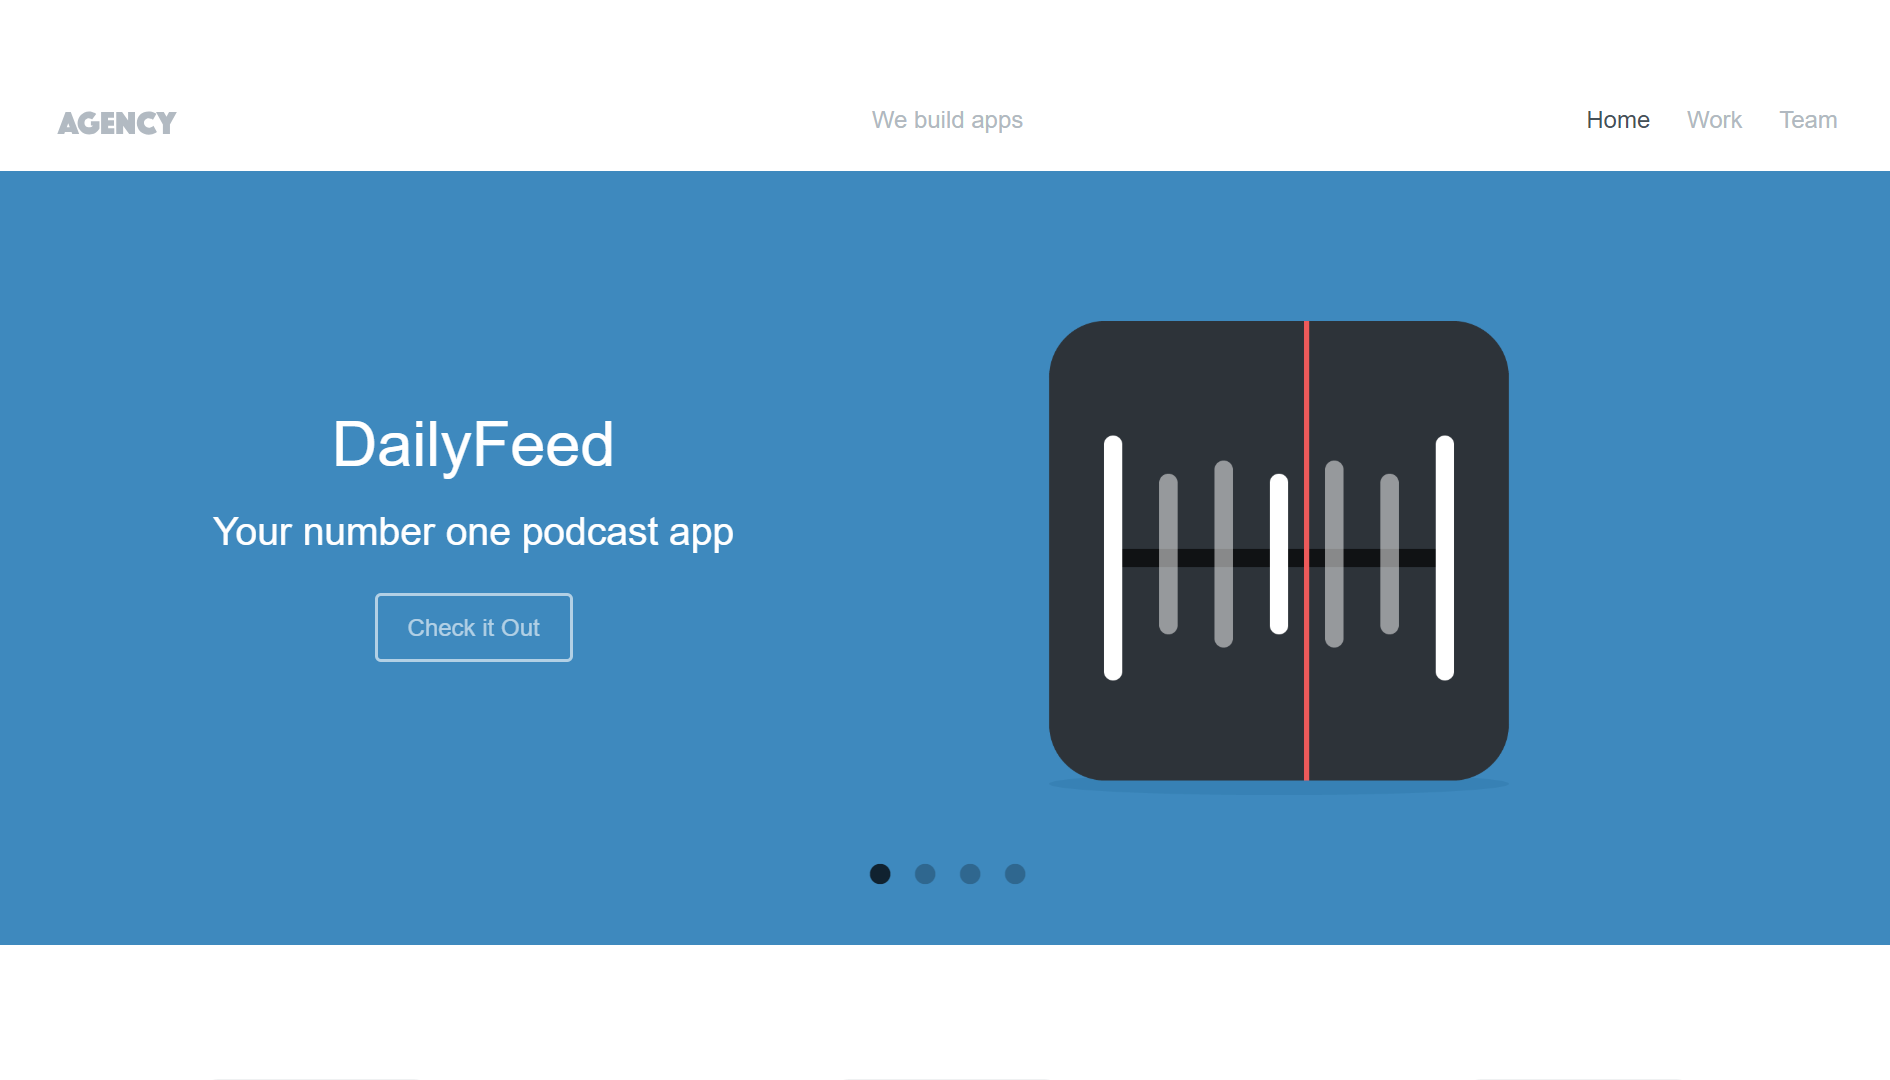 AGENCY
We build apps
Home Work Team
DailyFeed
Your number one podcast app
Check it Out